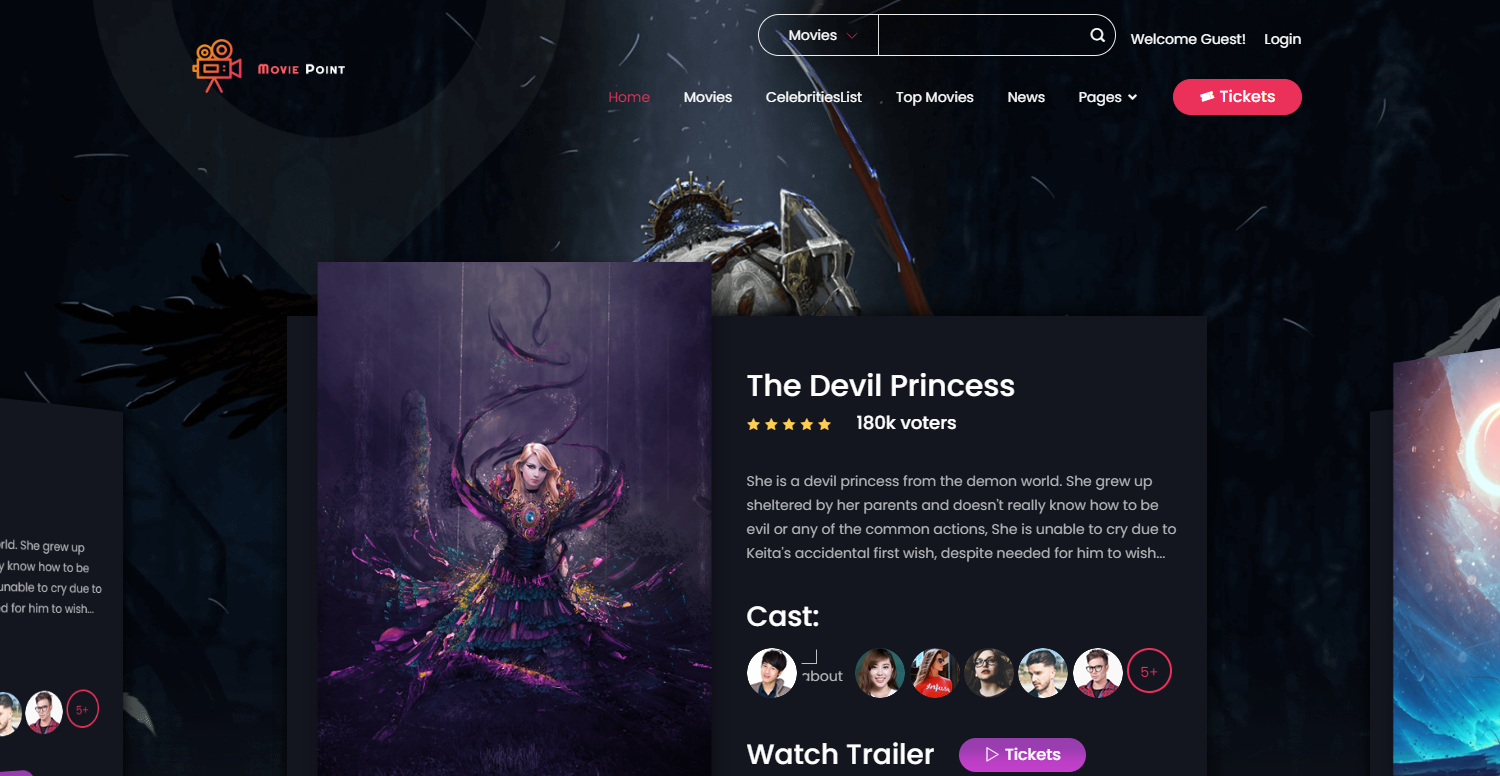 Movies
Welcome Guest! Login
Movie Point
Home Movies CelebritiesList Top Movies News Pages Tickets
The Devil Princess
180k voters
She is a devil princess from the demon world. She grew up
sheltered by her parents and doesn't really know how to be
evil or any of the common actions, She is unable to cry due to
Keita's accidental first wish, despite needed for him to wish...
Cast:
about
5+
Watch Trailer Tickets
She grew up
know how to be
unable to cry due to
for him to wish...
5+